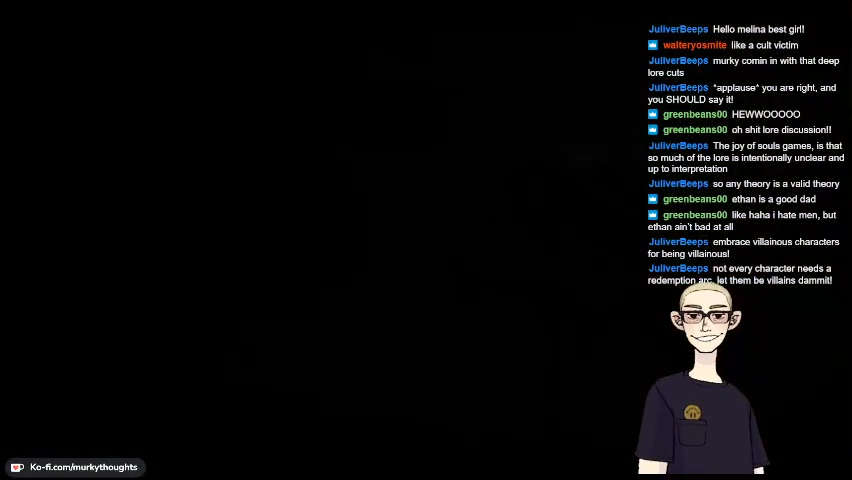 JuliverBeeps Hello melina best girl!
walteryosmite like a cult victim
JuliverBeeps murky comin in with that deep
lore cuts
JuliverBeeps *applause* you are right, and
you SHOULD say it!
greenbeans00 HEWWOOOOO
greenbeans00 oh shit lore discussion!!
JuliverBeeps The joy of souls games, is that
so much of the lore is intentionally unclear and
up to interpretation
JuliverBeeps so any theory is a valid theory
greenbeans00 ethan is a good dad
greenbeans00 like haha i hate men, but
ethan ain't bad at all
JuliverBeeps embrace villainous characters
for being villainous!
JuliverBeeps not every character needs a
redemption arc, let them be villains dammit!
Ko-fi.com/murkythoughts